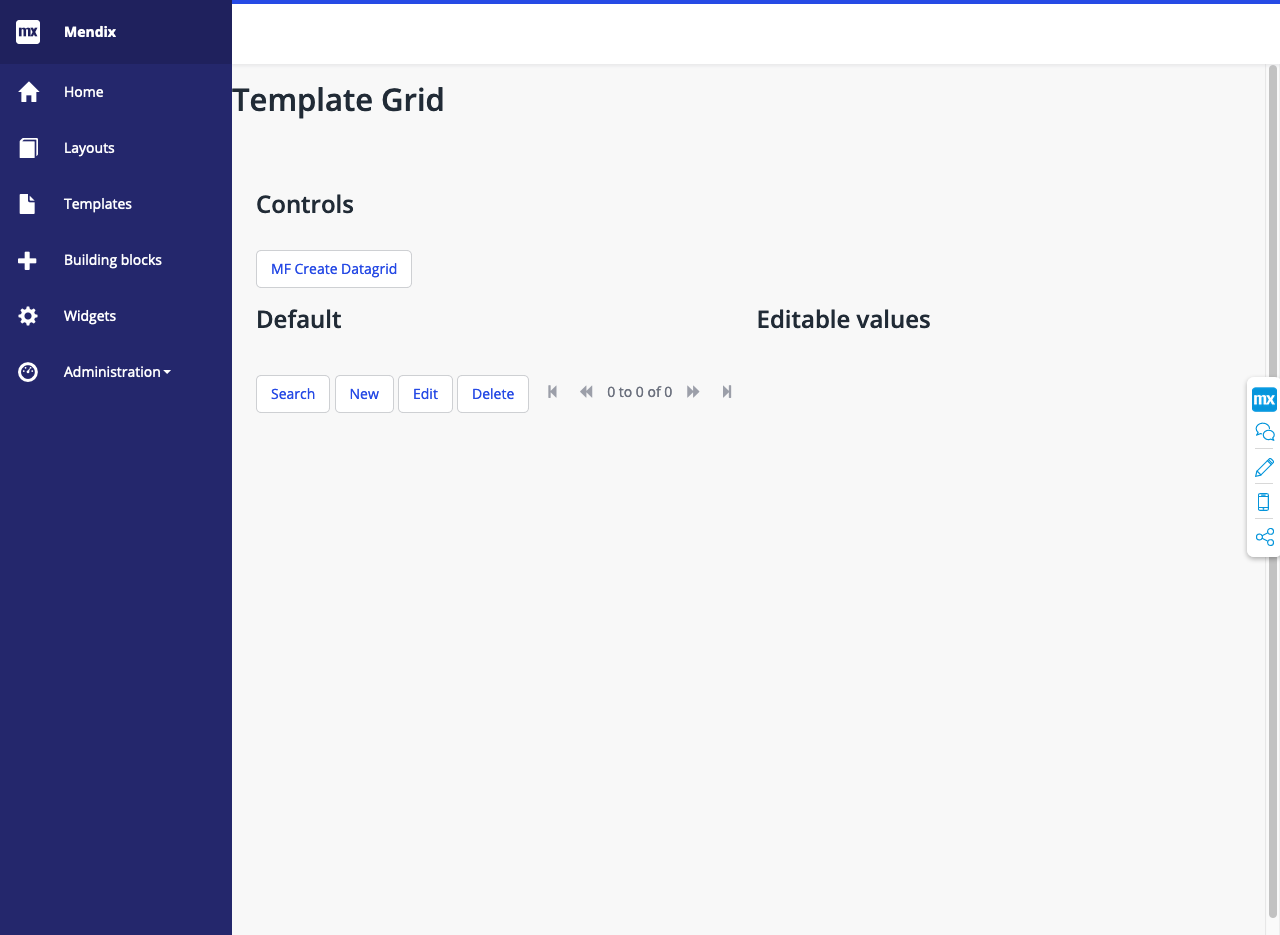 mx Mendix
Home
Layouts
Templates
Building blocks
Widgets
Administration
Template Grid
Controls
MF Create Datagrid
Default
Search New Edit Delete 0 to 0 of 0
Editable values
mx